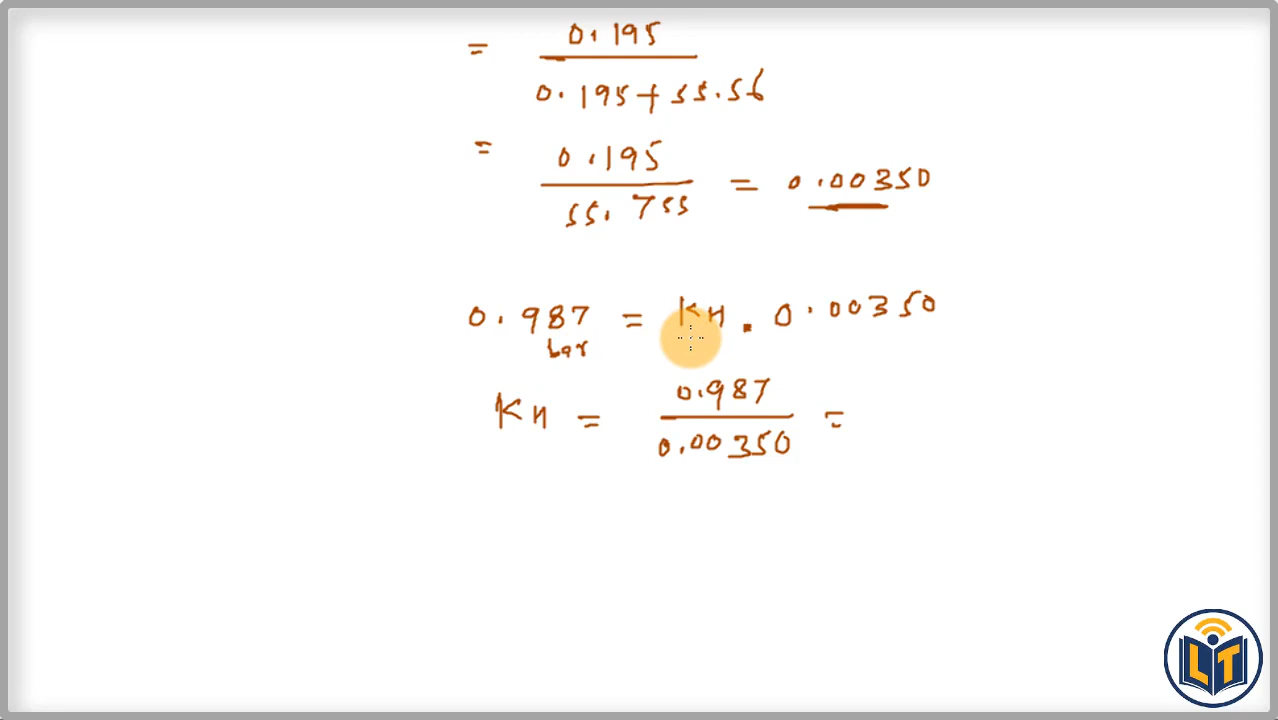 = 0.195
0.195 + 55.56
= 0.195
55.755 = 0.00350
0.987 = KH . 0.00350
bar
KH = 0.987 =
0.00350
LT